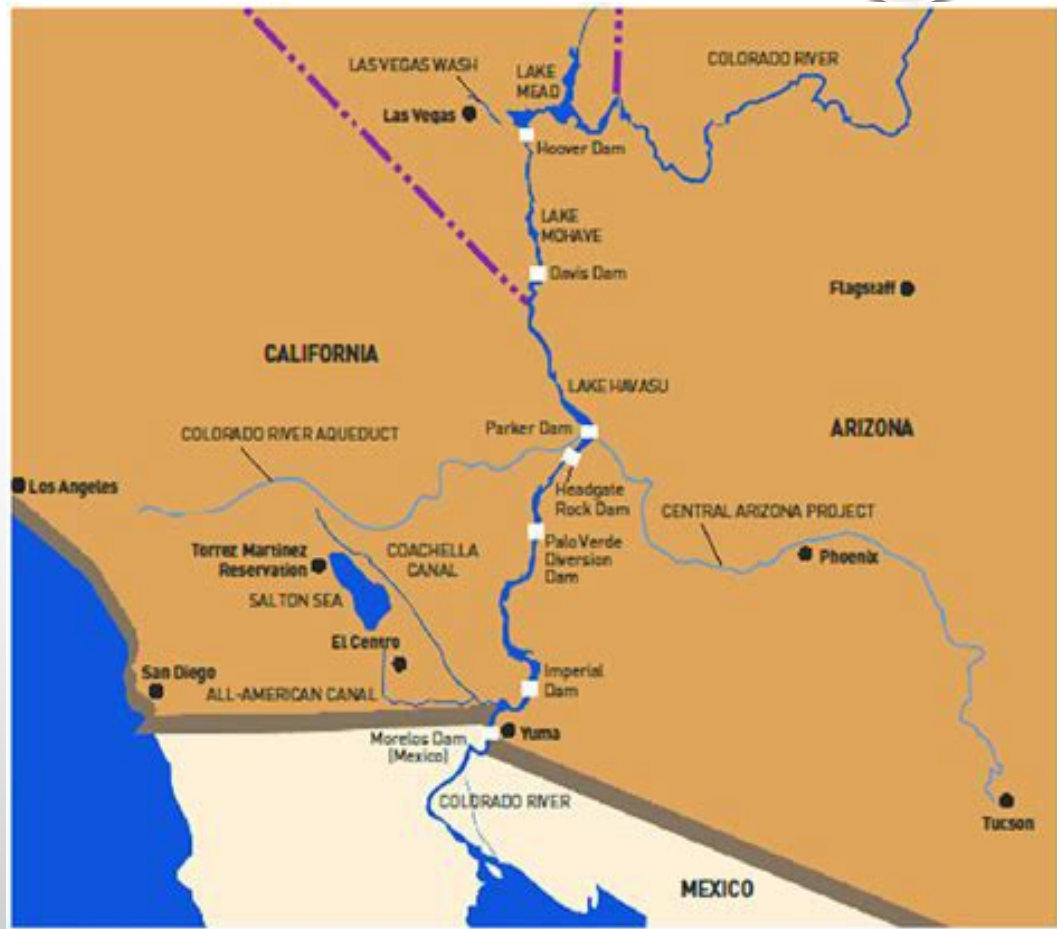 LAS VEGAS WASH
LAKE
MEAD
COLORADO RIVER
Las Vegas
Hoover Dam
LAKE
MOHAVE
Davis Dam
Flagstaff
CALIFORNIA
LAKE HAVASU
Parker Dam
ARIZONA
COLORADO RIVER AQUEDUCT
Los Angeles
Headgate
Rock Dam
CENTRAL ARIZONA PROJECT
Torrez Martinez
Reservation
COACHELLA
CANAL
Palo Verde
Diversion
Dam
Phoenix
SALTON SEA
El Centro
San Diego
ALL-AMERICAN CANAL
Imperial
Dam
Morelos Dam
(Mexico)
Yuma
COLORADO RIVER
Tucson
MEXICO